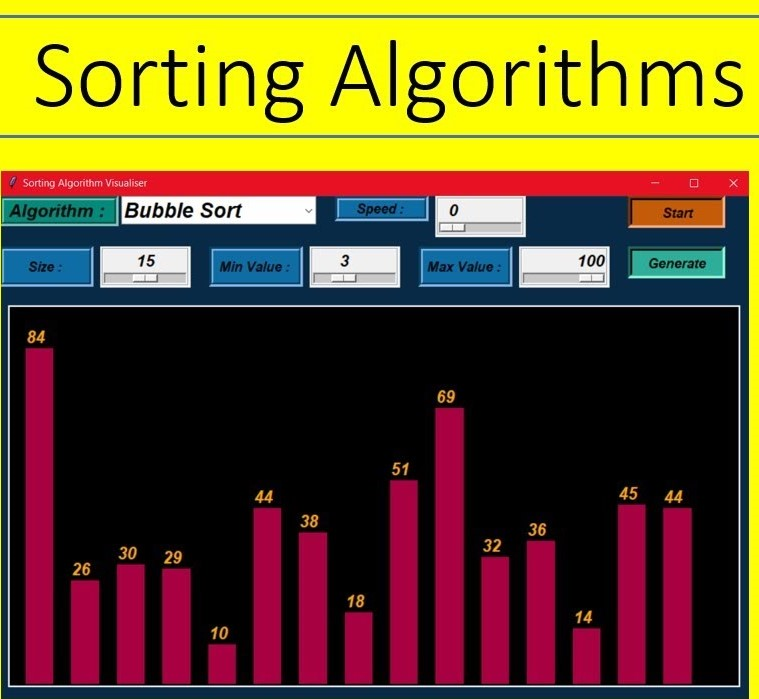 Sorting Algorithms
Sorting Algorithm Visualiser
Algorithm : Bubble Sort Speed : 0 Start
Size : 15 Min Value : 3 Max Value : 100 Generate
84
26 30 29 10 44 38 18 51 69 32 36 14 45 44